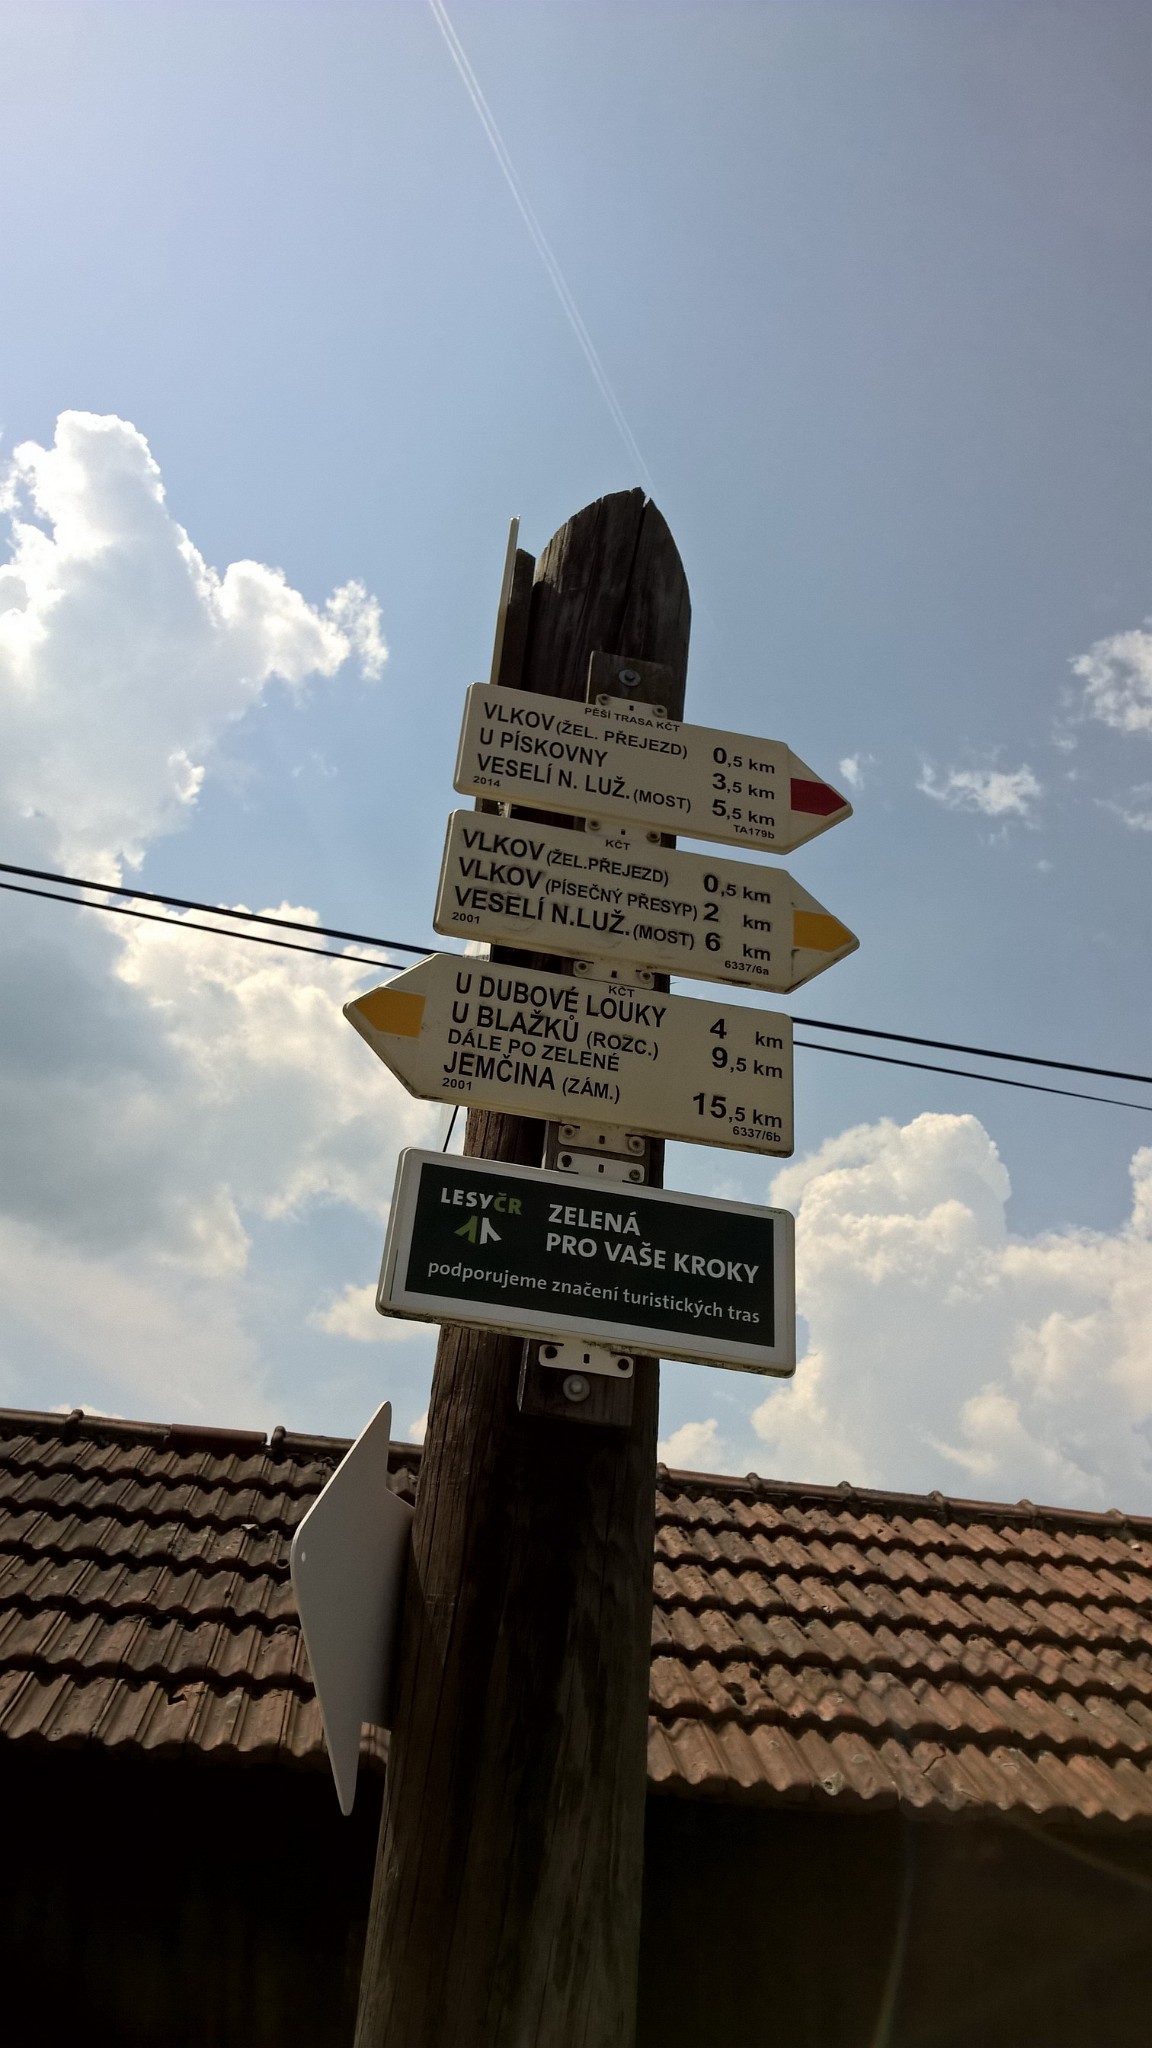 PĚŠÍ TRASA KČT
VLKOV (ŽEL. PŘEJEZD) 0,5 km
U PÍSKOVNY 3,5 km
VESELÍ N. LUŽ. (MOST) 5,5 km
2014 TA179b
KČT
VLKOV (ŽEL.PŘEJEZD) 0,5 km
VLKOV (PÍSEČNÝ PŘESYP) 2 km
VESELÍ N.LUŽ. (MOST) 6 km
2001 6337/6a
KČT
U DUBOVÉ LOUKY 4 km
U BLAŽKŮ (ROZC.) 9,5 km
DÁLE PO ZELENÉ
JEMČINA (ZÁM.) 15,5 km
2001 6337/6b
LESYČR
ZELENÁ
PRO VAŠE KROKY
podporujeme značení turistických tras